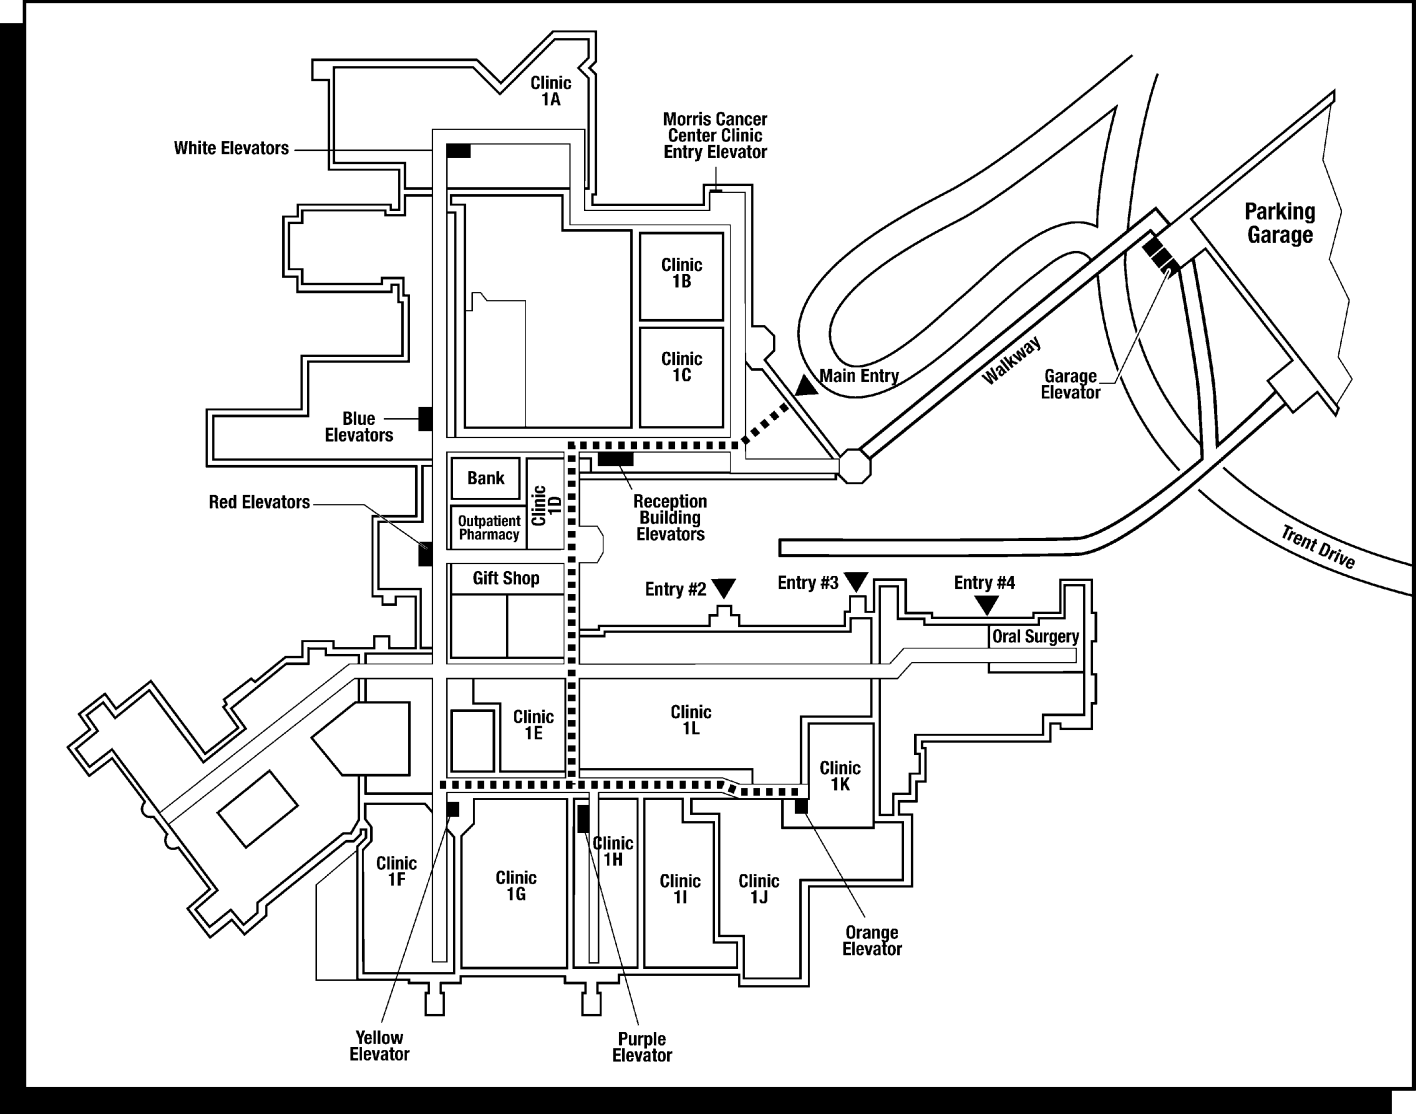 Clinic
1A
White Elevators
Morris Cancer
Center Clinic
Entry Elevator
Parking
Garage
Clinic
1B
Clinic
1C
Main Entry
Walkway
Garage
Elevator
Blue
Elevators
Bank
Clinic
1D
Red Elevators
Outpatient
Pharmacy
Reception
Building
Elevators
Trent Drive
Gift Shop
Entry #2
Entry #3
Entry #4
Oral Surgery
Clinic
1E
Clinic
1L
Clinic
1K
Clinic
1F
Clinic
1G
Clinic
1H
Clinic
1I
Clinic
1J
Orange
Elevator
Yellow
Elevator
Purple
Elevator